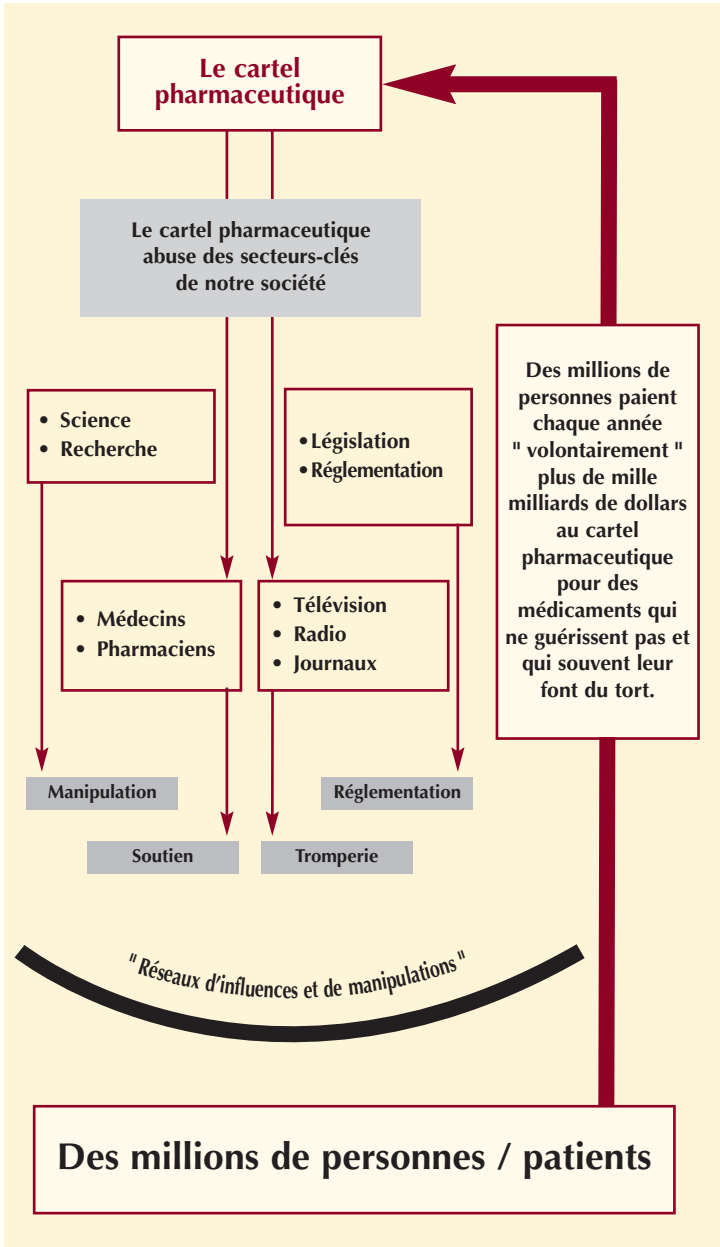 Le cartel
pharmaceutique
Le cartel pharmaceutique
abuse des secteurs-clés
de notre société
• Science
• Recherche
•Législation
•Réglementation
• Médecins
• Pharmaciens
• Télévision
• Radio
• Journaux
Manipulation
Réglementation
Soutien
Tromperie
Des millions de
personnes paient
chaque année
" volontairement "
plus de mille
milliards de dollars
au cartel
pharmaceutique
pour des
médicaments qui
ne guérissent pas et
qui souvent leur
font du tort.
"Réseaux d'influences et de manipulations"
Des millions de personnes / patients